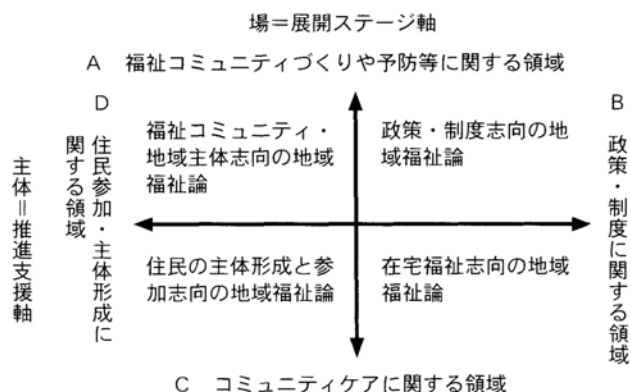 場＝展開ステージ軸
A　福祉コミュニティづくりや予防等に関する領域
D
B
福祉コミュニティ・
地域主体志向の地域
福祉論
政策・制度志向の地
域福祉論
主体＝推進支援軸
住民参加・主体形成に
関する領域
政策・制度に関する領域
住民の主体形成と参
加志向の地域福祉論
在宅福祉志向の地域
福祉論
C　コミュニティケアに関する領域